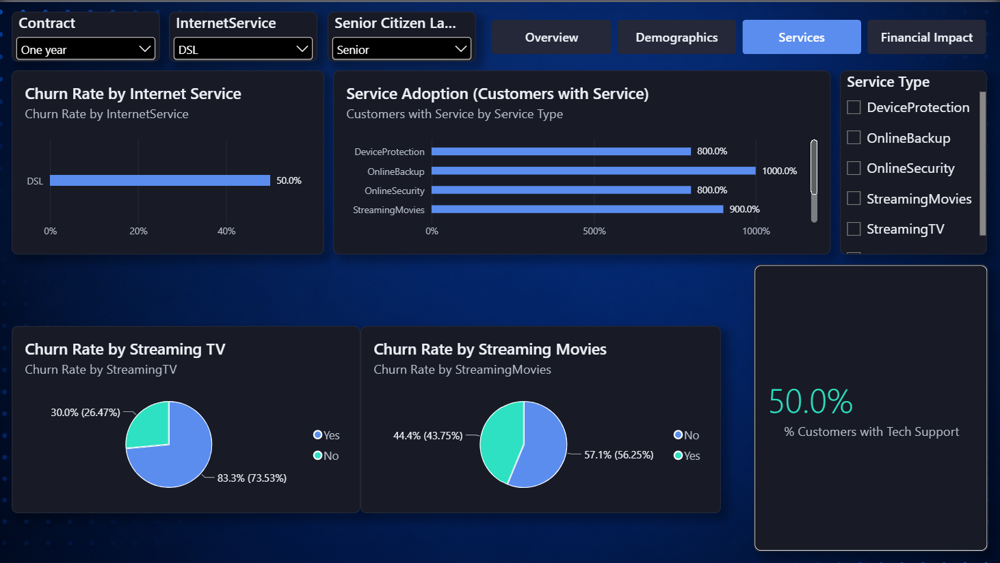 Contract
InternetService
Senior Citizen La...
One year
DSL
Senior
Overview
Demographics
Services
Financial Impact
Churn Rate by Internet Service
Churn Rate by InternetService
DSL
50.0%
0%
20%
40%
Service Adoption (Customers with Service)
Customers with Service by Service Type
DeviceProtection
800.0%
OnlineBackup
1000.0%
OnlineSecurity
800.0%
StreamingMovies
900.0%
0%
500%
1000%
Service Type
DeviceProtection
OnlineBackup
OnlineSecurity
StreamingMovies
StreamingTV
Churn Rate by Streaming TV
Churn Rate by StreamingTV
30.0% (26.47%)
83.3% (73.53%)
Yes
No
Churn Rate by Streaming Movies
Churn Rate by StreamingMovies
44.4% (43.75%)
57.1% (56.25%)
No
Yes
50.0%
% Customers with Tech Support